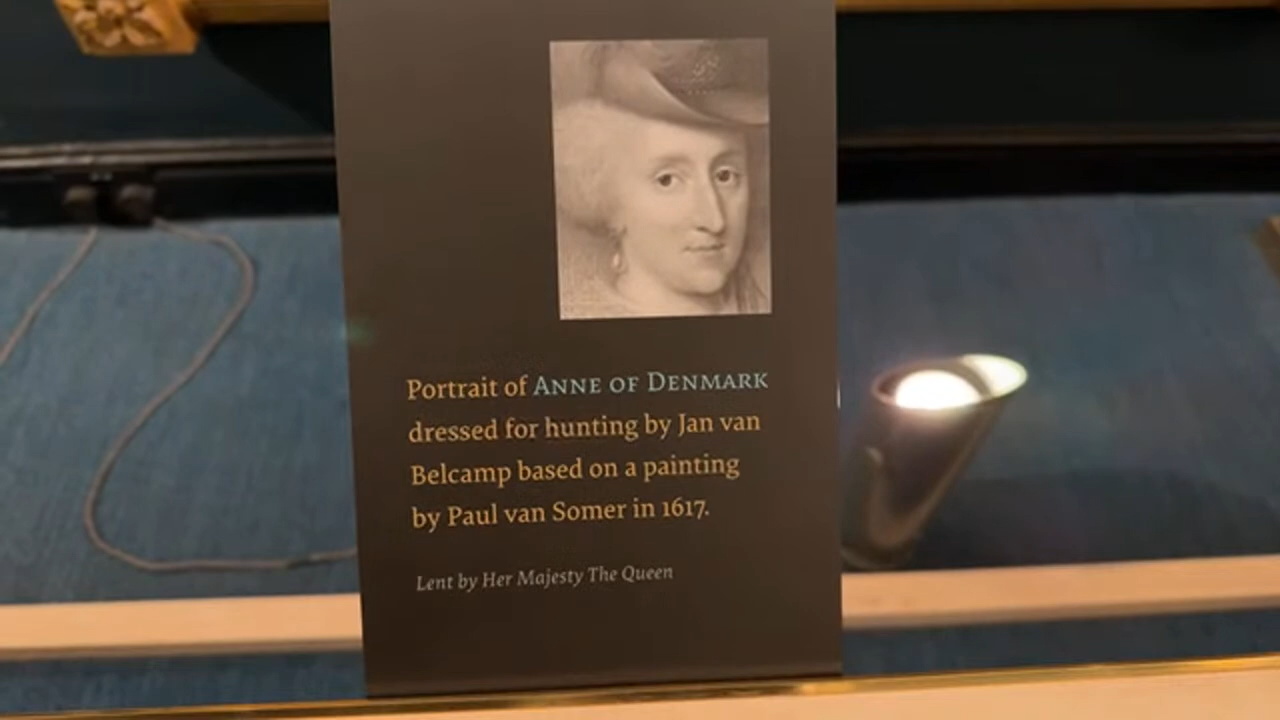 Portrait of ANNE OF DENMARK
dressed for hunting by Jan van
Belcamp based on a painting
by Paul van Somer in 1617.
Lent by Her Majesty The Queen